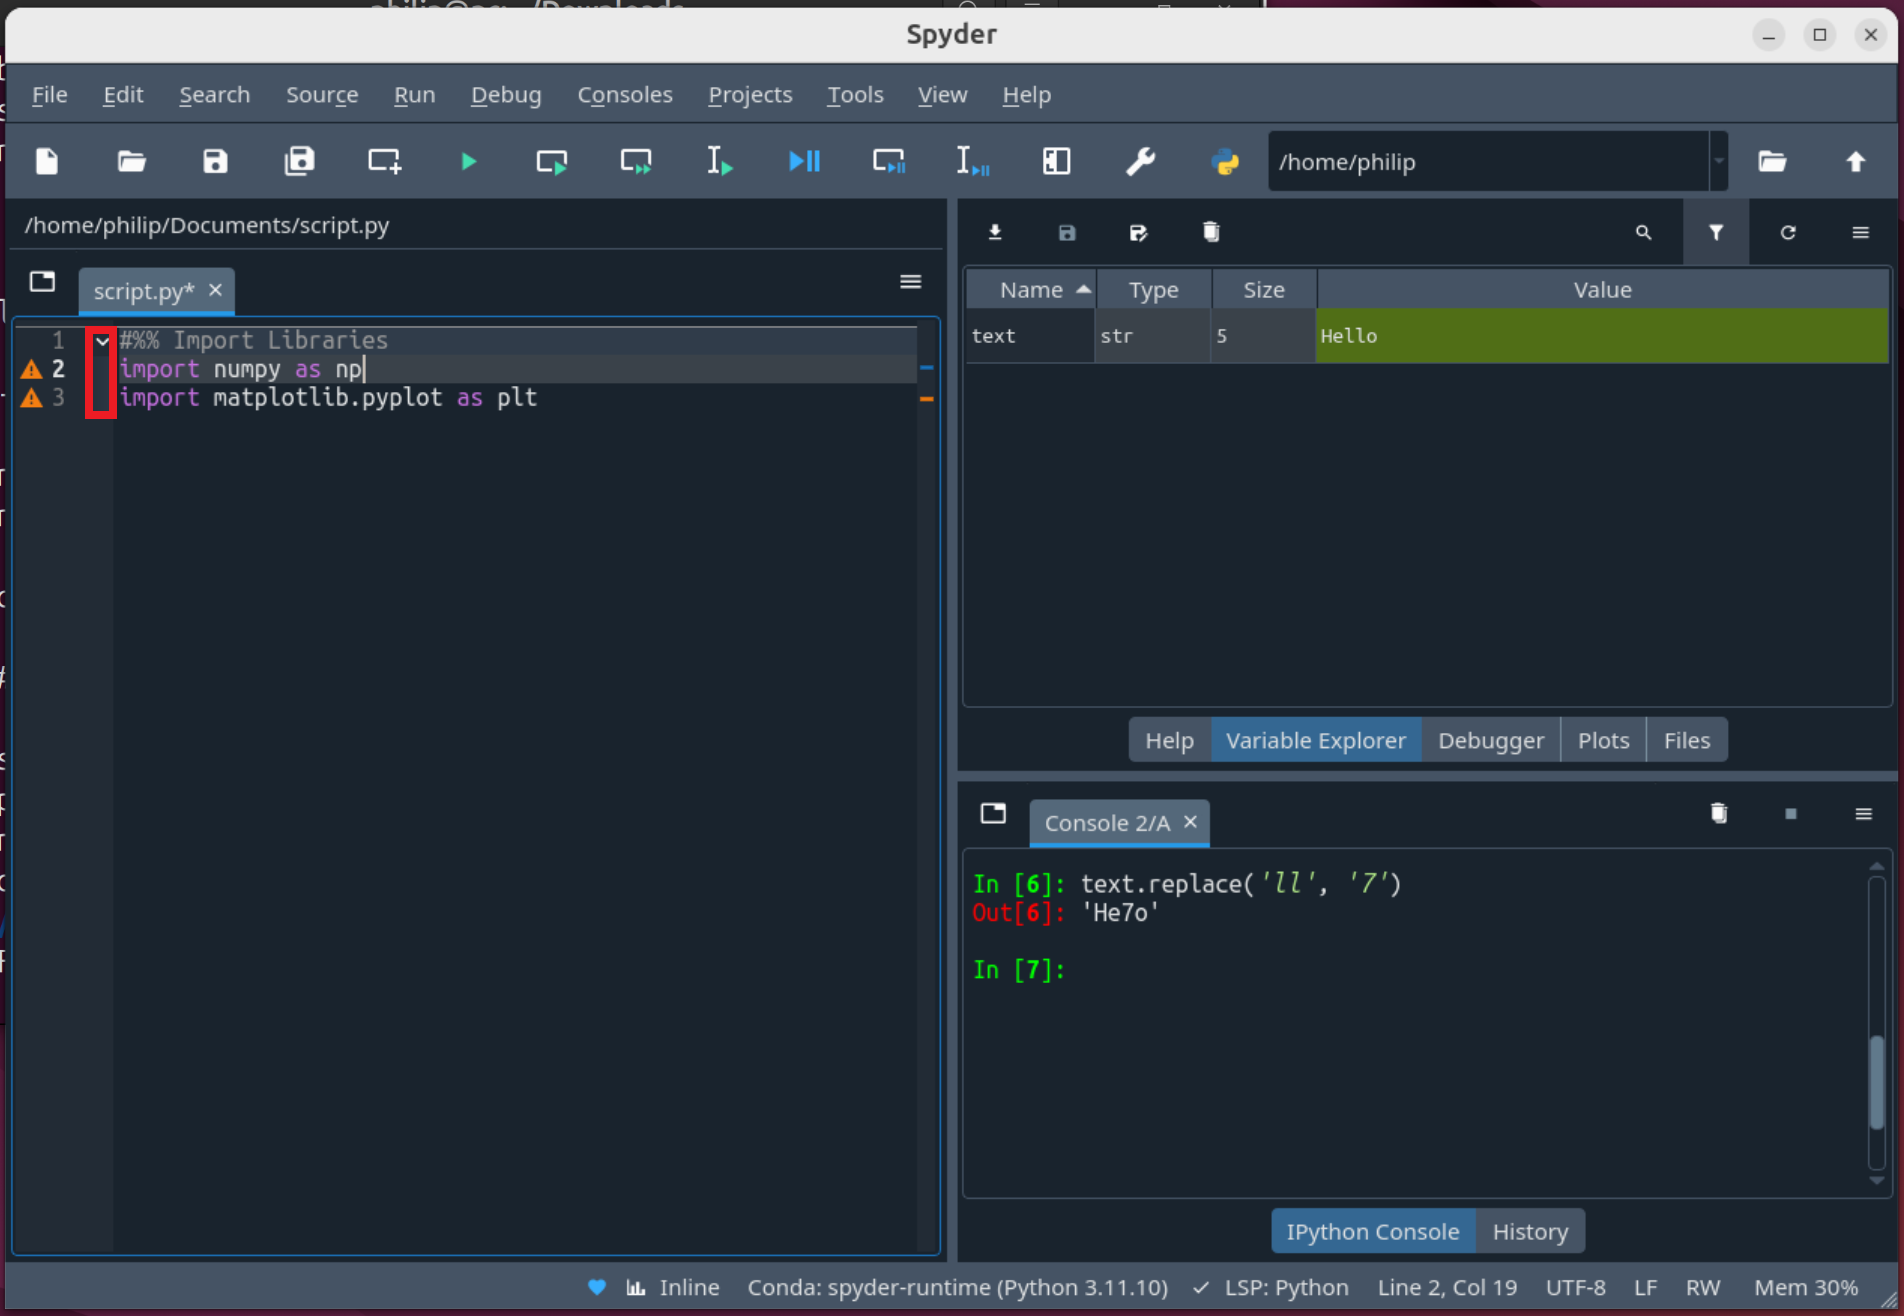 Spyder
File Edit Search Source Run Debug Consoles Projects Tools View Help
/home/philip
/home/philip/Documents/script.py
script.py*
1 #%% Import Libraries
2 import numpy as np
3 import matplotlib.pyplot as plt
Name Type Size Value
text str 5 Hello
Help Variable Explorer Debugger Plots Files
Console 2/A
In [6]: text.replace('ll', '7')
Out[6]: 'He7o'
In [7]:
IPython Console History
Inline Conda: spyder-runtime (Python 3.11.10) ✓ LSP: Python Line 2, Col 19 UTF-8 LF RW Mem 30%